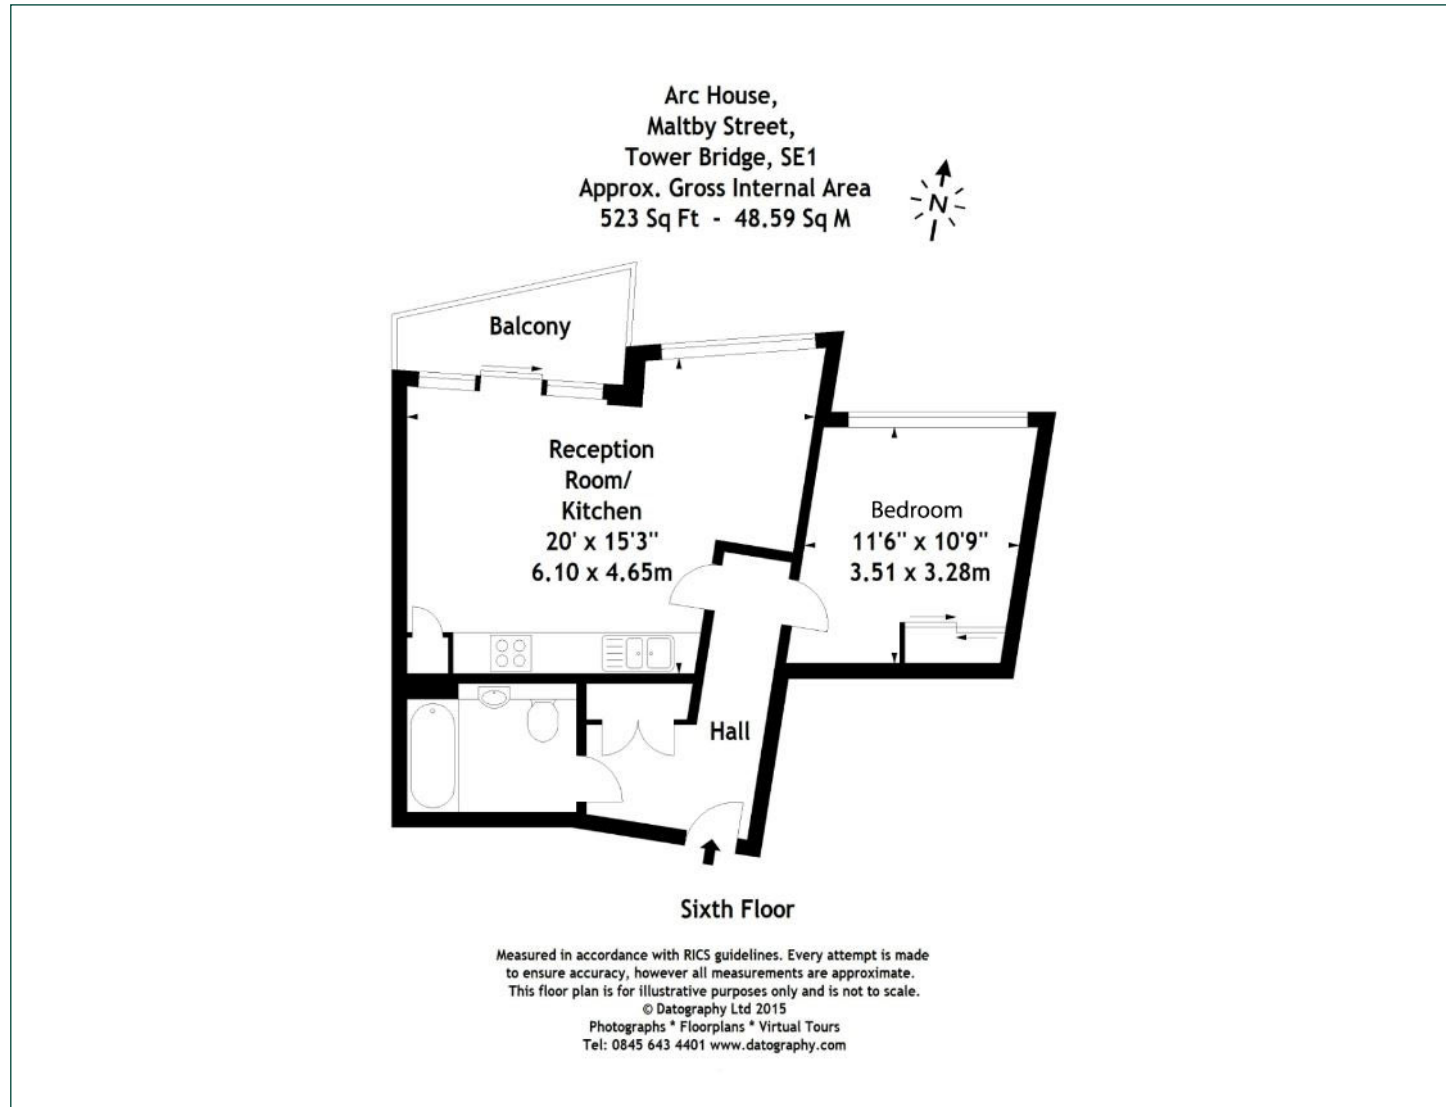 Arc House,
Maltby Street,
Tower Bridge, SE1
Approx. Gross Internal Area
523 Sq Ft - 48.59 Sq M
N
Balcony
Reception
Room/
Kitchen
20' x 15'3"
6.10 x 4.65m
Bedroom
11'6" x 10'9"
3.51 x 3.28m
Hall
Sixth Floor
Measured in accordance with RICS guidelines. Every attempt is made
to ensure accuracy, however all measurements are approximate.
This floor plan is for illustrative purposes only and is not to scale.
© Datography Ltd 2015
Photographs * Floorplans * Virtual Tours
Tel: 0845 643 4401 www.datography.com